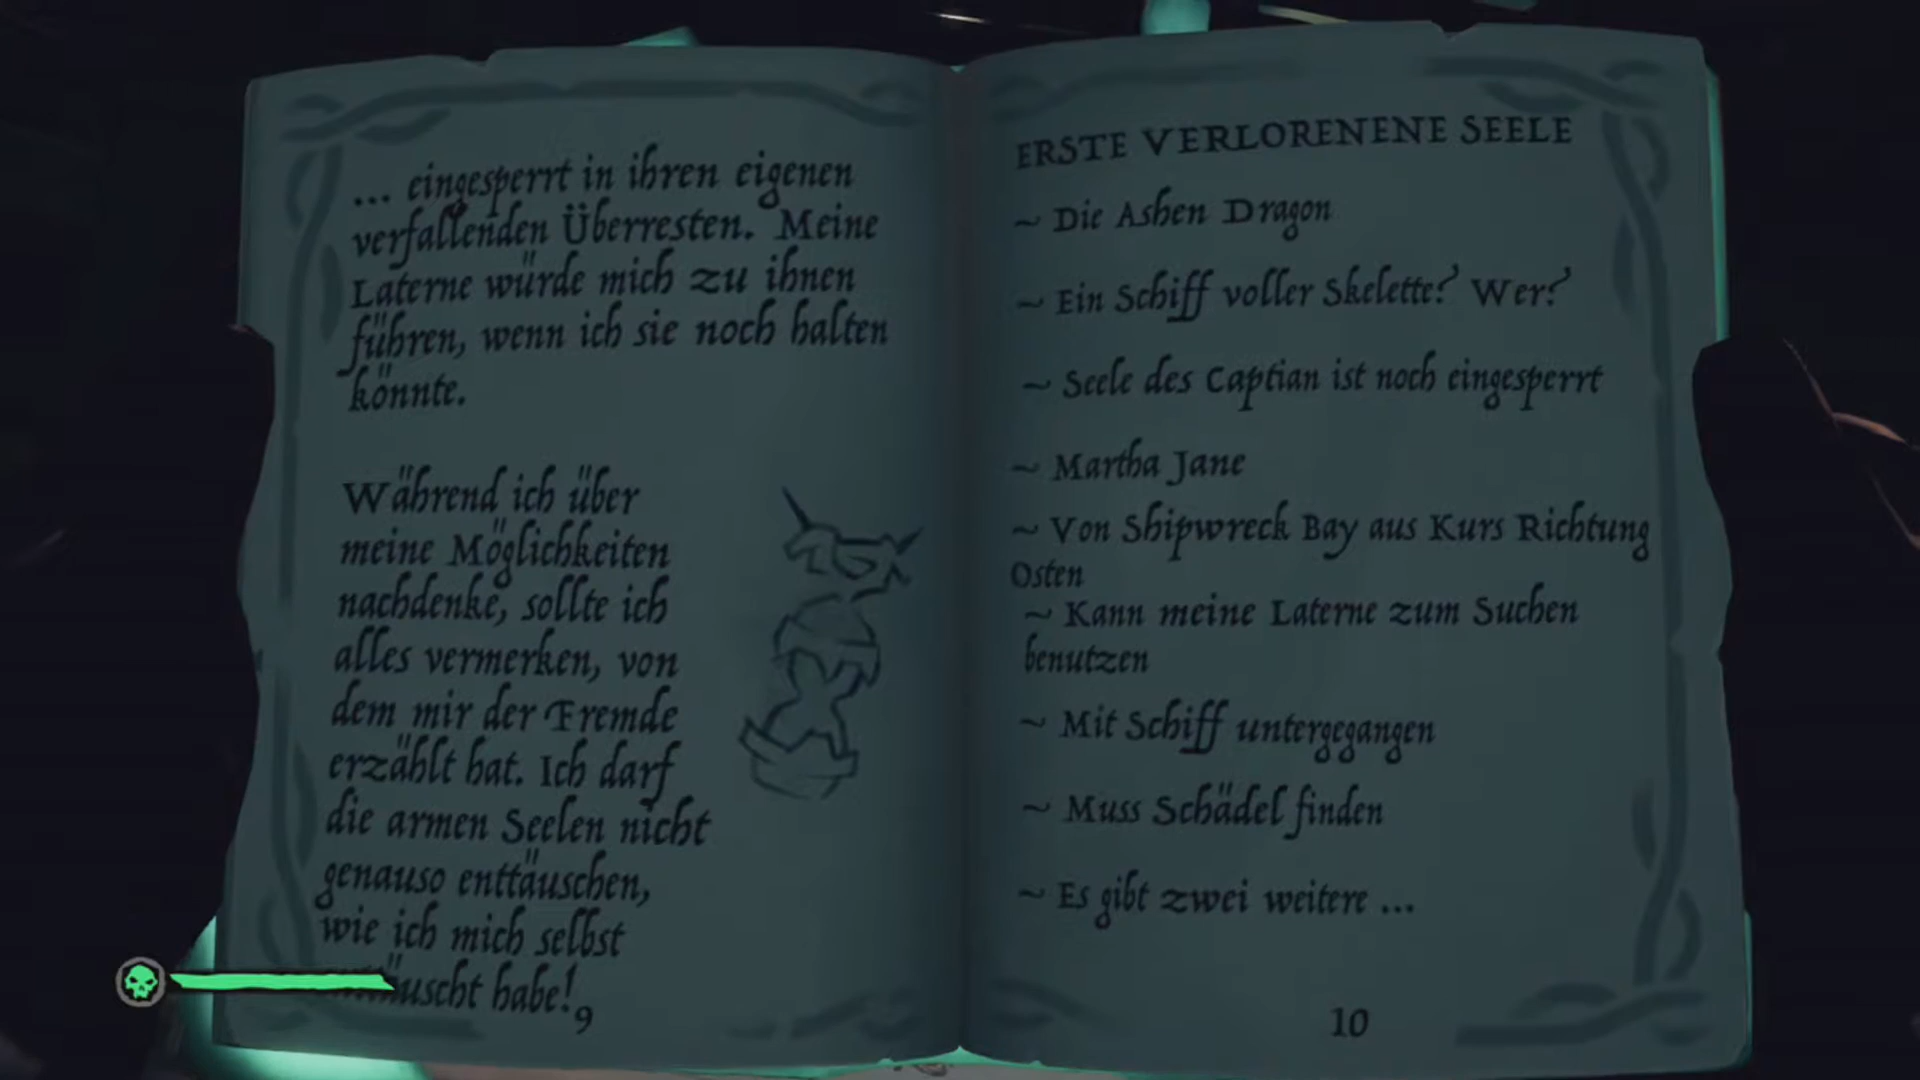 ... eingesperrt in ihren eigenen
verfallenden Überresten. Meine
Laterne würde mich zu ihnen
führen, wenn ich sie noch halten
könnte.
Während ich über
meine Möglichkeiten
nachdenke, sollte ich
alles vermerken, von
dem mir der Fremde
erzählt hat. Ich darf
die armen Seelen nicht
genauso enttäuschen,
wie ich mich selbst
habe!
9
ERSTE VERLORENENE SEELE
~ Die Ashen Dragon
~ Ein Schiff voller Skelette? Wer?
~ Seele des Captian ist noch eingesperrt
~ Martha Jane
~ Von Shipwreck Bay aus Kurs Richtung
Osten
~ Kann meine Laterne zum Suchen
benutzen
~ Mit Schiff untergegangen
~ Muss Schädel finden
~ Es gibt zwei weitere ...
10